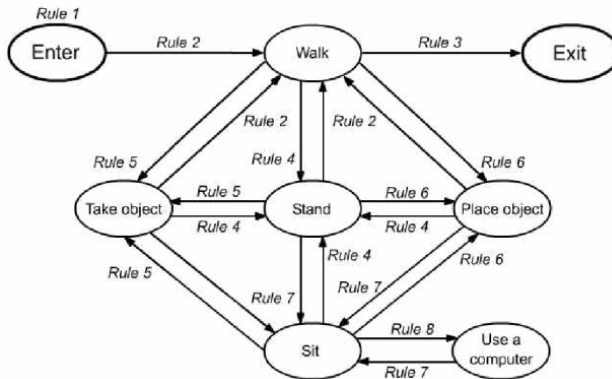 Rule 1
Enter
Rule 2
Walk
Rule 3
Exit
Rule 2
Rule 2
Rule 5
Rule 4
Rule 6
Take object
Rule 5
Rule 4
Stand
Rule 6
Rule 4
Place object
Rule 5
Rule 7
Rule 4
Rule 7
Rule 6
Sit
Rule 8
Rule 7
Use a
computer